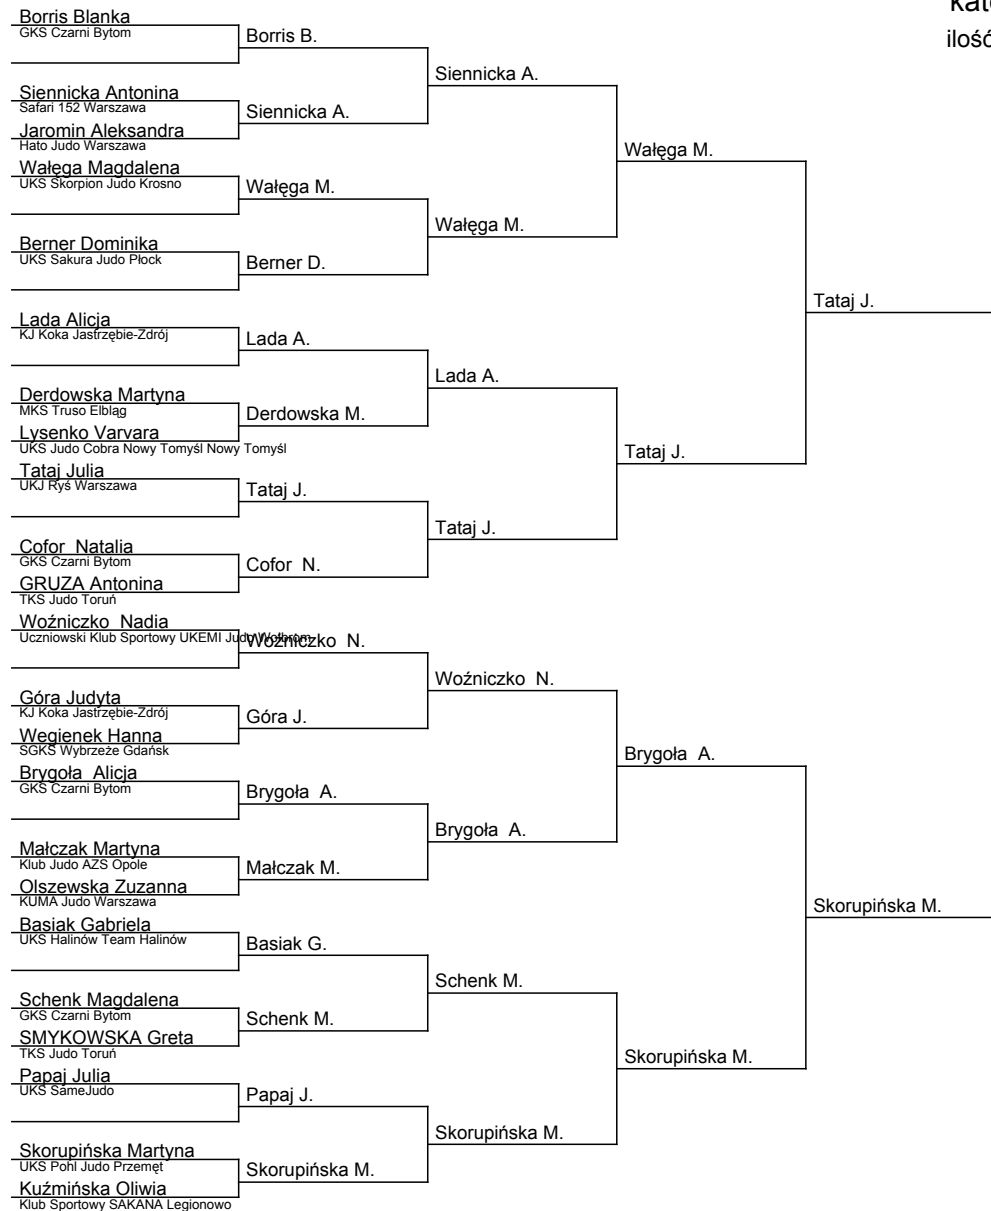 kate
ilość
Borris Blanka
GKS Czarni Bytom
Borris B.
Siennicka A.
Siennicka Antonina
Safari 152 Warszawa
Siennicka A.
Jaromin Aleksandra
Hato Judo Warszawa
Wałęga M.
Wałęga Magdalena
UKS Skorpion Judo Krosno
Wałęga M.
Wałęga M.
Berner Dominika
UKS Sakura Judo Płock
Berner D.
Tataj J.
Lada Alicja
KJ Koka Jastrzębie-Zdrój
Lada A.
Lada A.
Derdowska Martyna
MKS Truso Elbląg
Derdowska M.
Lysenko Varvara
UKS Judo Cobra Nowy Tomyśl Nowy Tomyśl
Tataj J.
Tataj Julia
UKJ Ryś Warszawa
Tataj J.
Tataj J.
Cofor Natalia
GKS Czarni Bytom
Cofor N.
GRUZA Antonina
TKS Judo Toruń
Woźniczko Nadia
Uczniowski Klub Sportowy UKEMI Judo Wolbrom
Woźniczko N.
Woźniczko N.
Góra Judyta
KJ Koka Jastrzębie-Zdrój
Góra J.
Wegienek Hanna
SGKS Wybrzeże Gdańsk
Brygoła A.
Brygoła Alicja
GKS Czarni Bytom
Brygoła A.
Brygoła A.
Małczak Martyna
Klub Judo AZS Opole
Małczak M.
Olszewska Zuzanna
KUMA Judo Warszawa
Skorupińska M.
Basiak Gabriela
UKS Halinów Team Halinów
Basiak G.
Schenk M.
Schenk Magdalena
GKS Czarni Bytom
Schenk M.
SMYKOWSKA Greta
TKS Judo Toruń
Skorupińska M.
Papaj Julia
UKS SameJudo
Papaj J.
Skorupińska M.
Skorupińska Martyna
UKS Pohl Judo Przemęt
Skorupińska M.
Kuźmińska Oliwia
Klub Sportowy SAKANA Legionowo